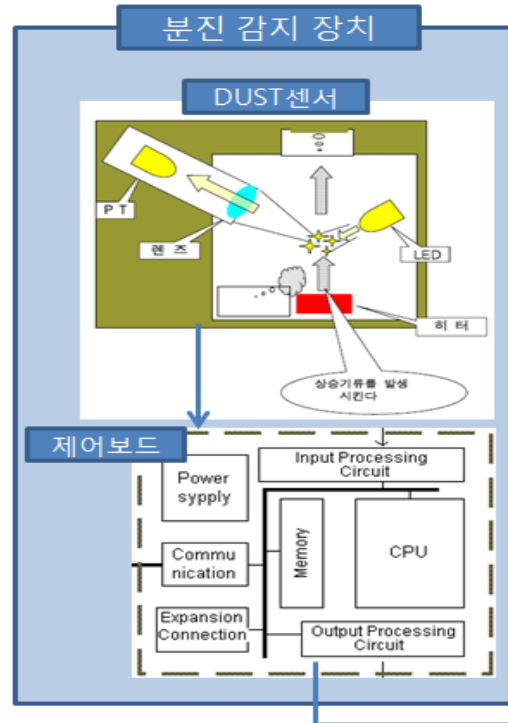 분진 감지 장치
DUST센서
P T
렌 즈
LED
히 터
상승기류를 발생
시킨다
제어보드
Power
sypply
Input Processing
Circuit
Commu
nication
Memory
CPU
Expansion
Connection
Output Processing
Circuit